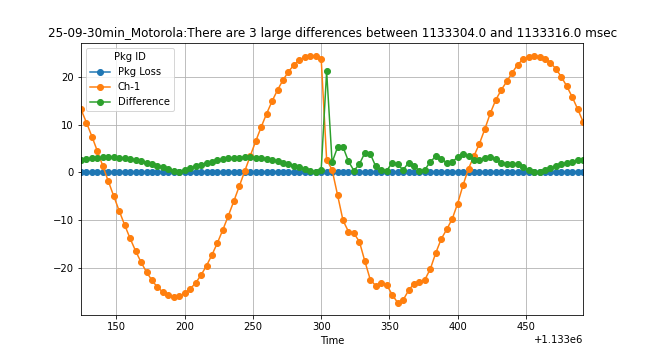 25-09-30min_Motorola:There are 3 large differences between 1133304.0 and 1133316.0 msec
Pkg ID
Pkg Loss
Ch-1
Difference
20
10
0
−10
−20
150
200
250
300
350
400
450
+1.133e6
Time